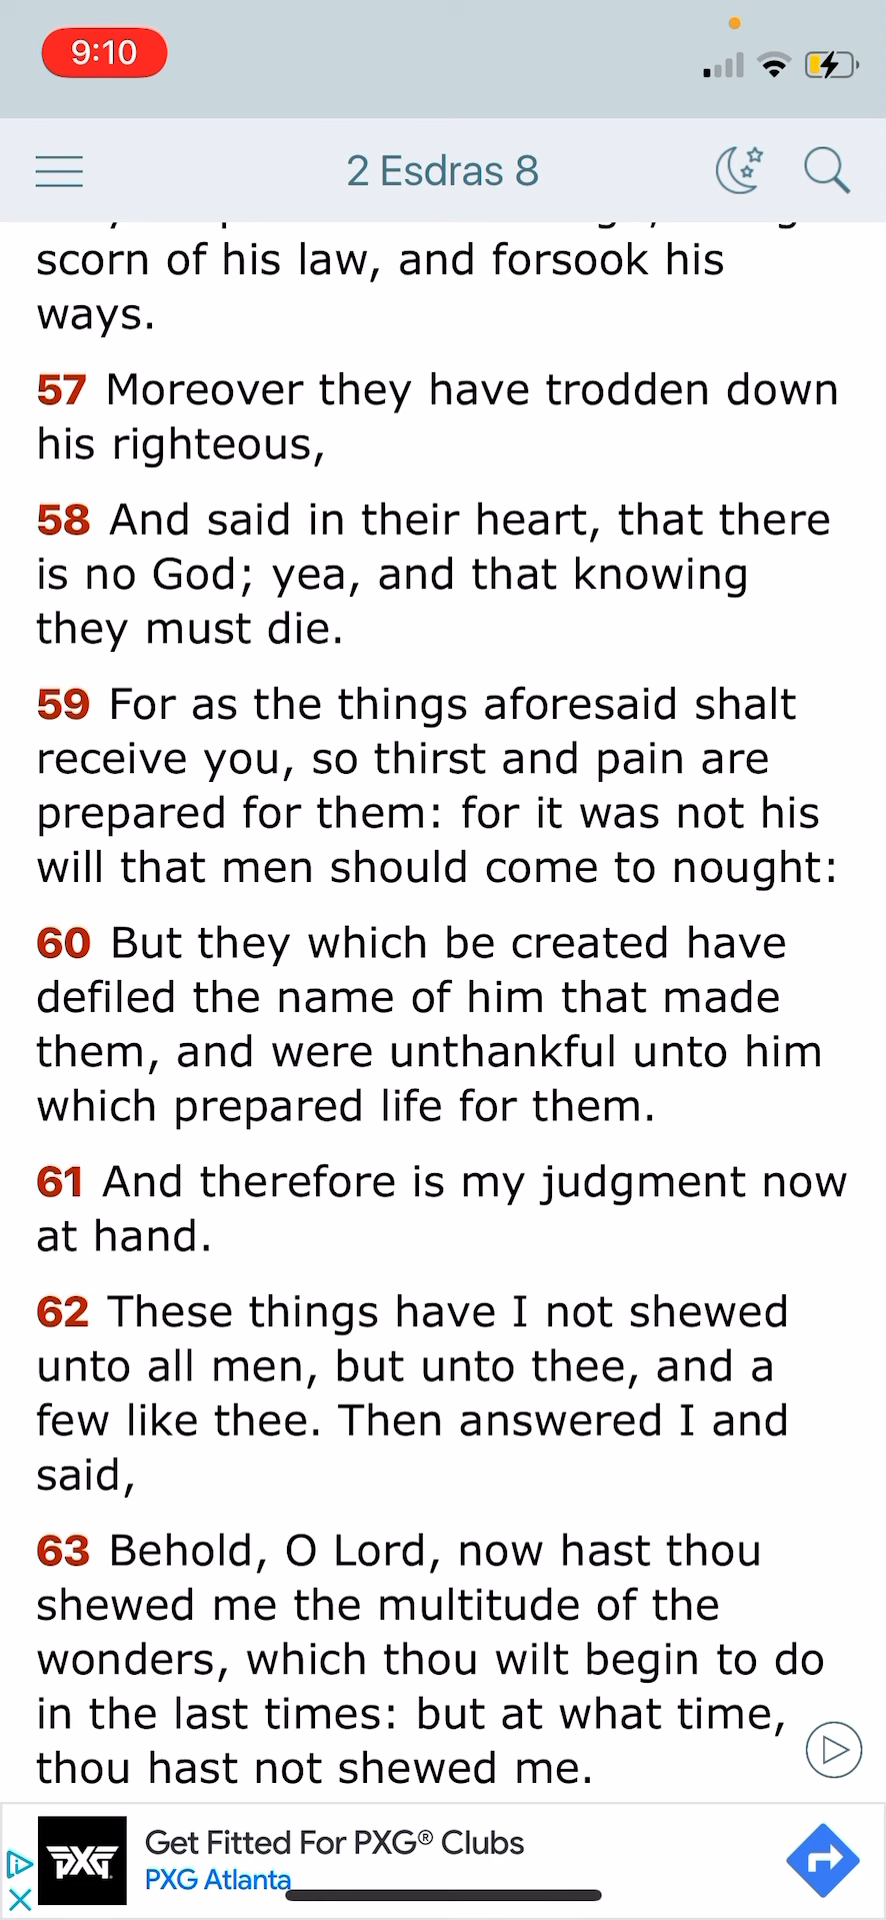 9:10
2 Esdras 8
scorn of his law, and forsook his
ways.
57 Moreover they have trodden down
his righteous,
58 And said in their heart, that there
is no God; yea, and that knowing
they must die.
59 For as the things aforesaid shalt
receive you, so thirst and pain are
prepared for them: for it was not his
will that men should come to nought:
60 But they which be created have
defiled the name of him that made
them, and were unthankful unto him
which prepared life for them.
61 And therefore is my judgment now
at hand.
62 These things have I not shewed
unto all men, but unto thee, and a
few like thee. Then answered I and
said,
63 Behold, O Lord, now hast thou
shewed me the multitude of the
wonders, which thou wilt begin to do
in the last times: but at what time,
thou hast not shewed me.
PXG
Get Fitted For PXG® Clubs
PXG Atlanta